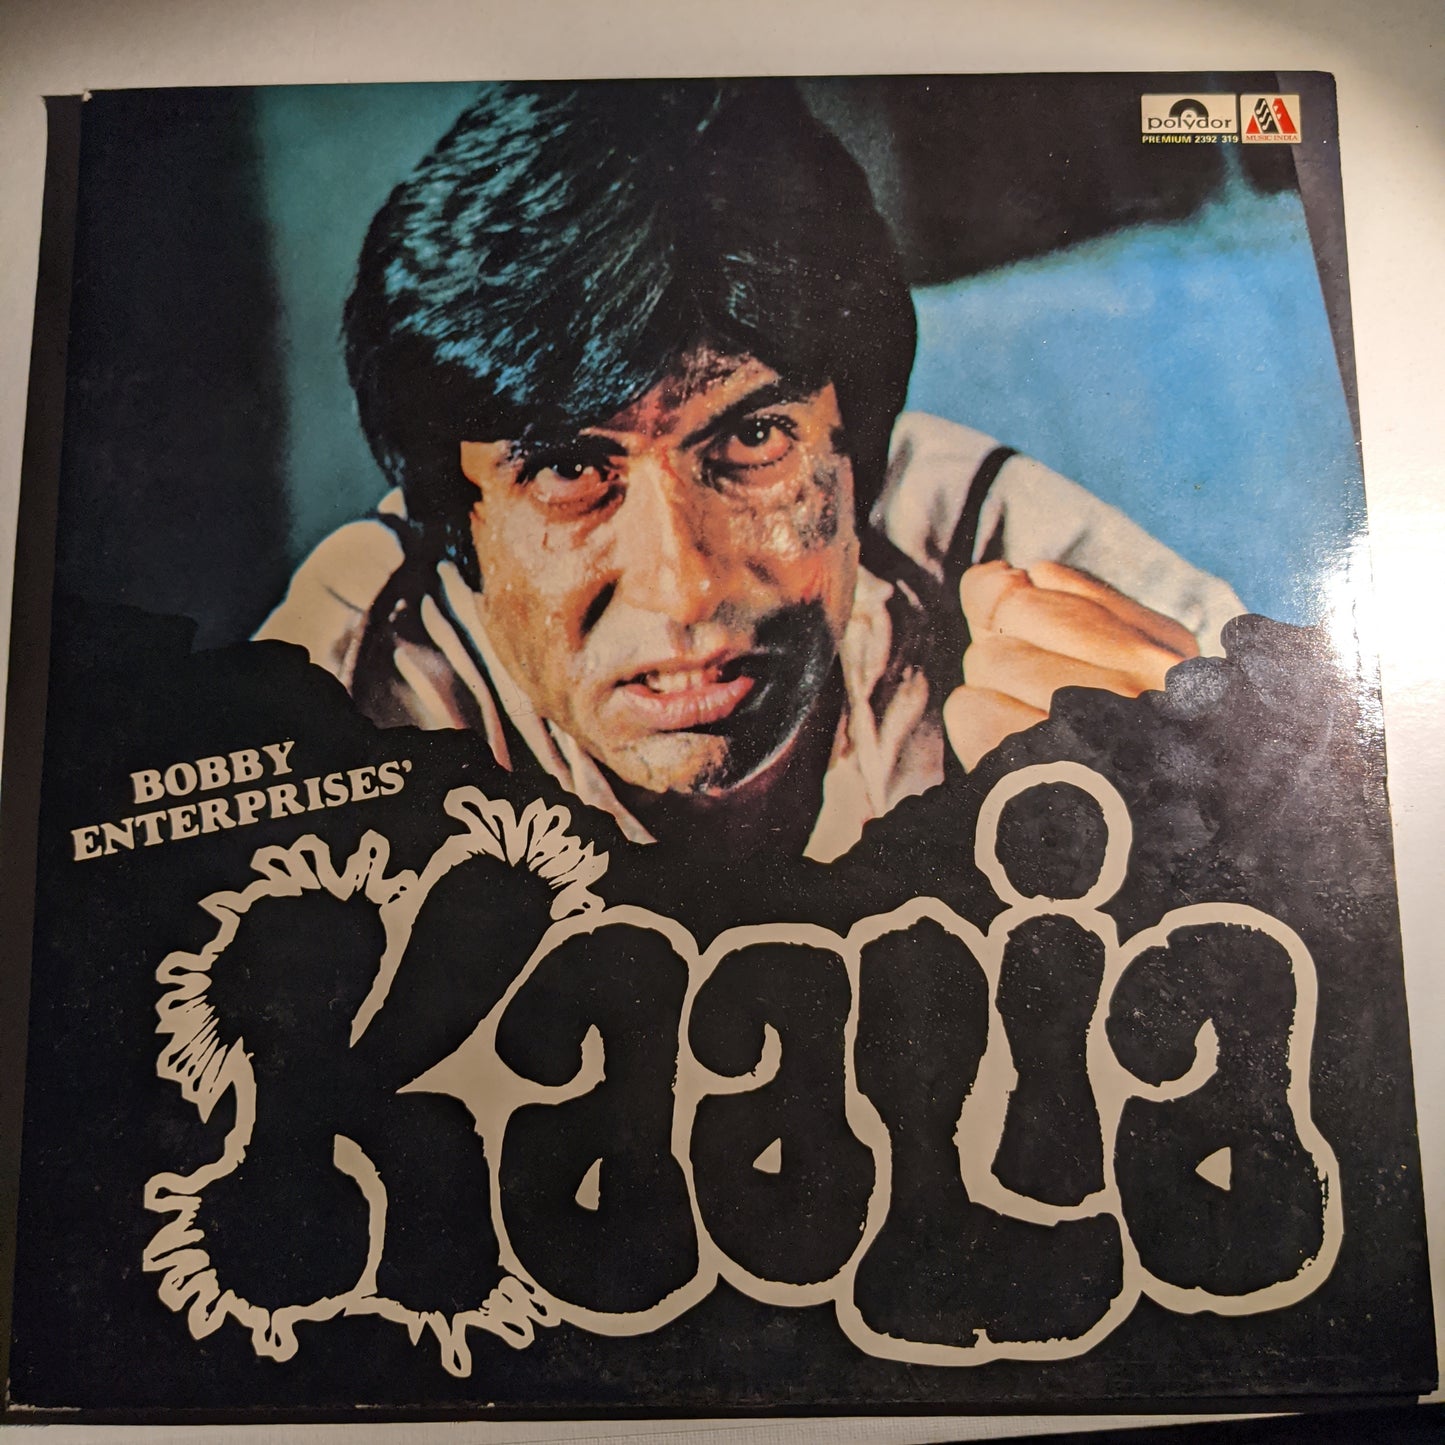 polydor
PREMIUM 2392 319
MUSIC INDIA
BOBBY
ENTERPRISES'
Kaalia